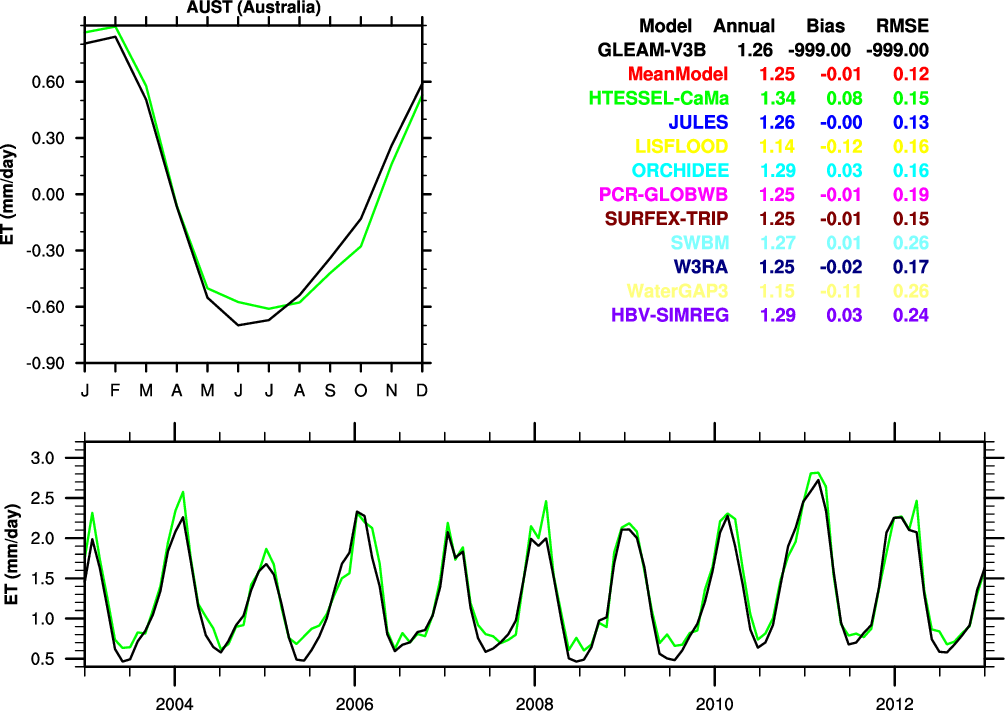 AUST (Australia)
Model Annual Bias RMSE
GLEAM-V3B 1.26 -999.00 -999.00
MeanModel 1.25 -0.01 0.12
HTESSEL-CaMa 1.34 0.08 0.15
JULES 1.26 -0.00 0.13
LISFLOOD 1.14 -0.12 0.16
ORCHIDEE 1.29 0.03 0.16
PCR-GLOBWB 1.25 -0.01 0.19
SURFEX-TRIP 1.25 -0.01 0.15
SWBM 1.27 0.01 0.26
W3RA 1.25 -0.02 0.17
WaterGAP3 1.15 -0.11 0.26
HBV-SIMREG 1.29 0.03 0.24
ET (mm/day)
0.60
0.30
0.00
-0.30
-0.60
-0.90
J F M A M J J A S O N D
ET (mm/day)
3.0
2.5
2.0
1.5
1.0
0.5
2004 2006 2008 2010 2012